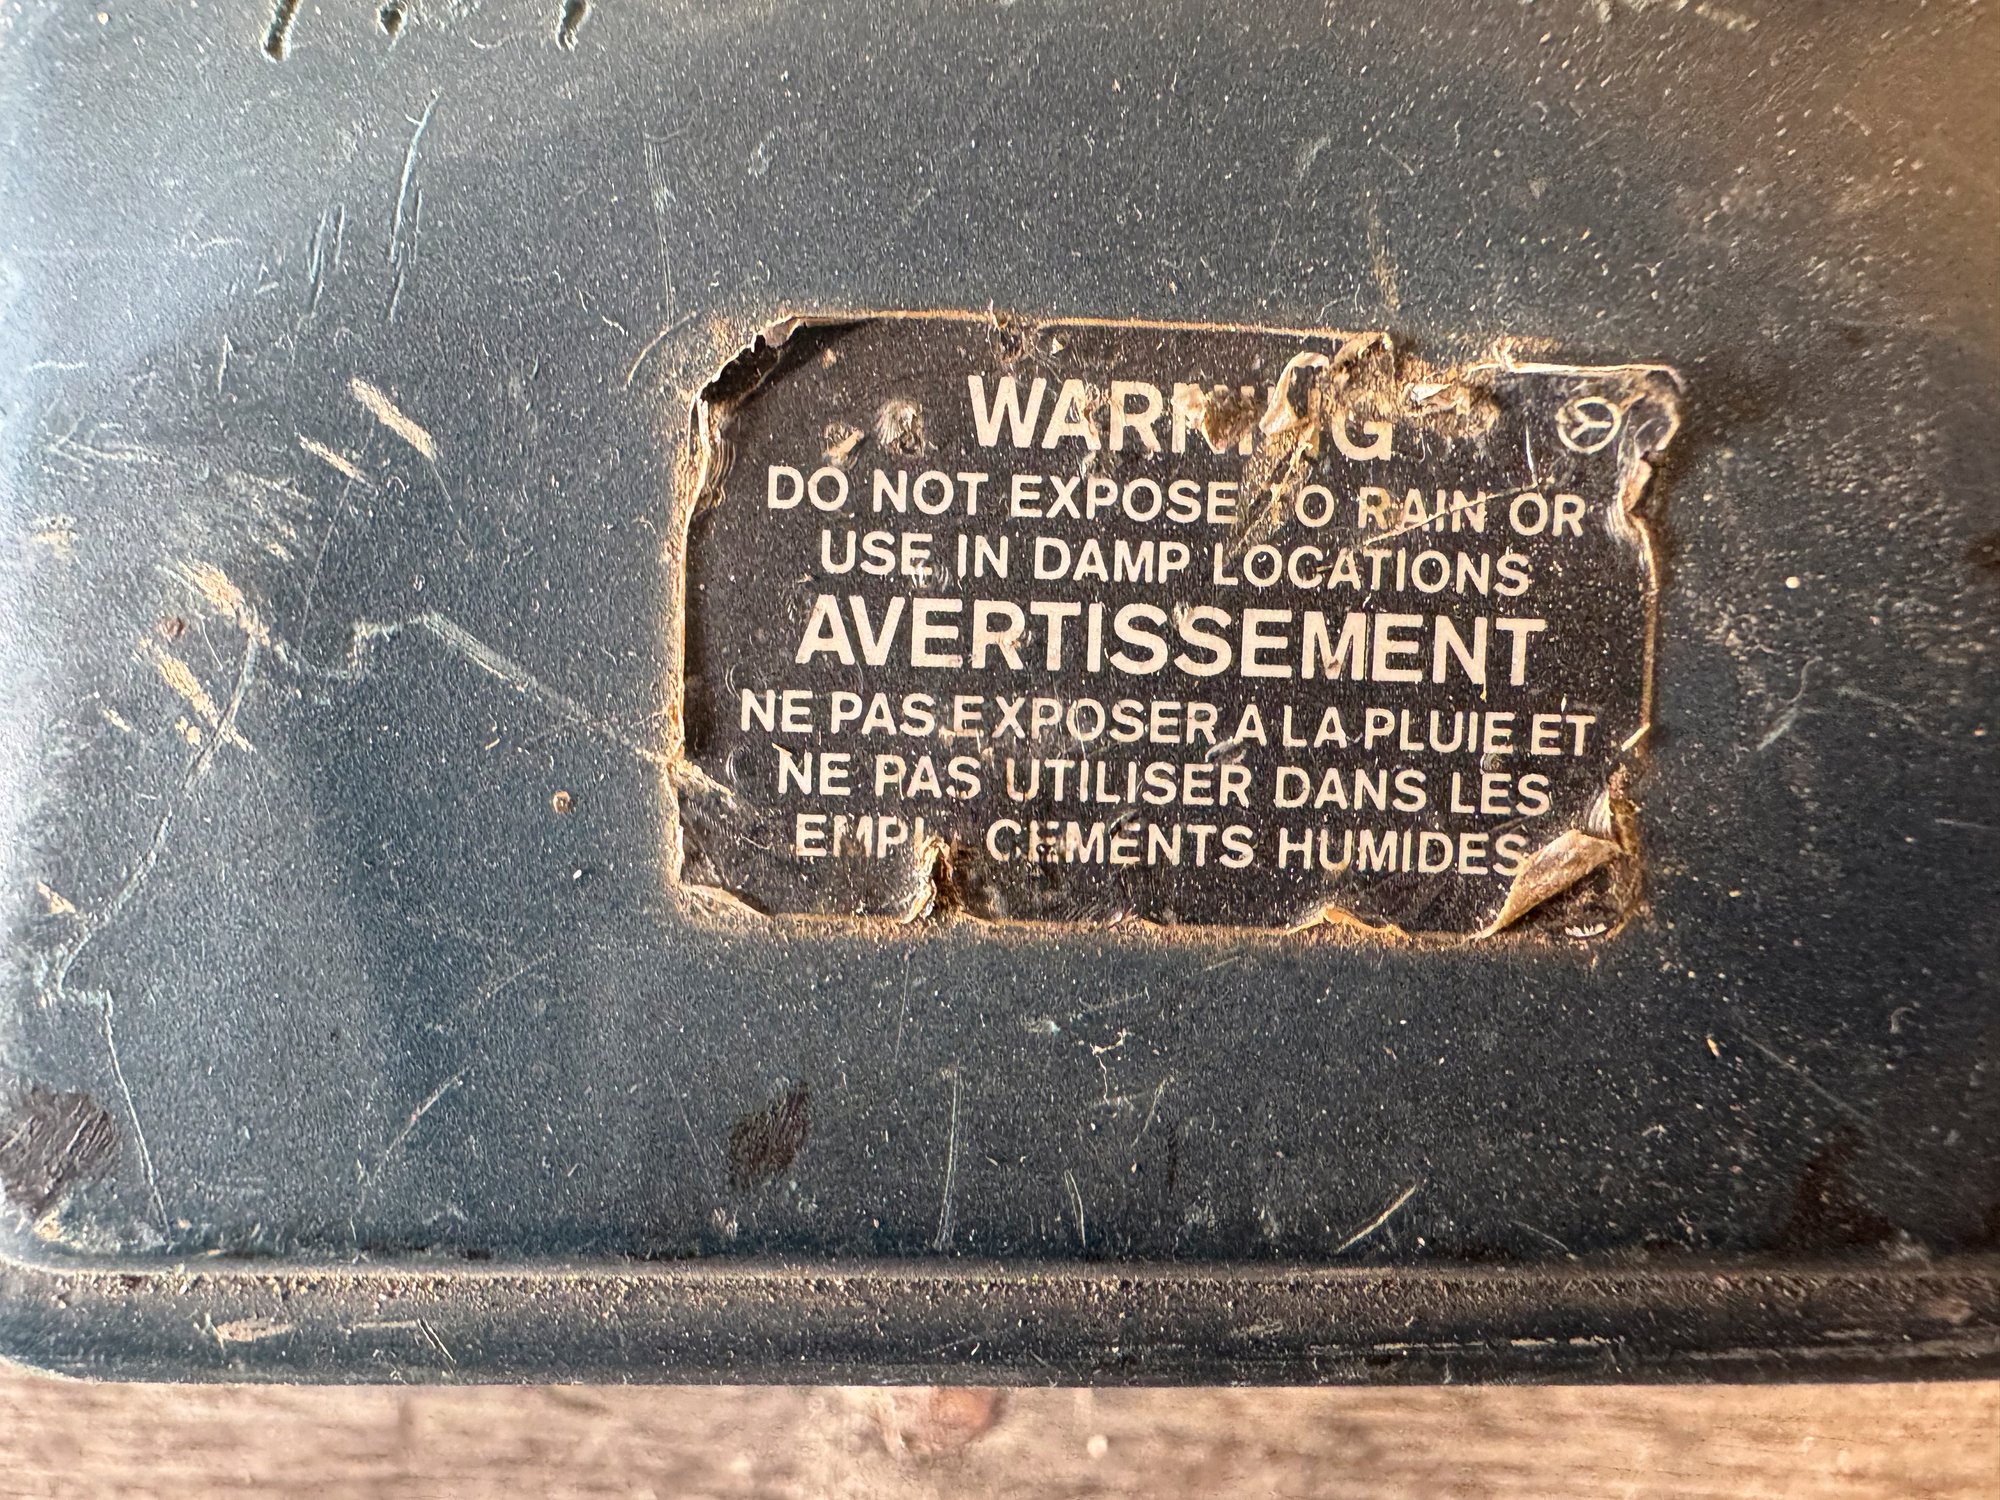 WARNING
DO NOT EXPOSE TO RAIN OR
USE IN DAMP LOCATIONS
AVERTISSEMENT
NE PAS EXPOSER A LA PLUIE ET
NE PAS UTILISER DANS LES
EMPLACEMENTS HUMIDES